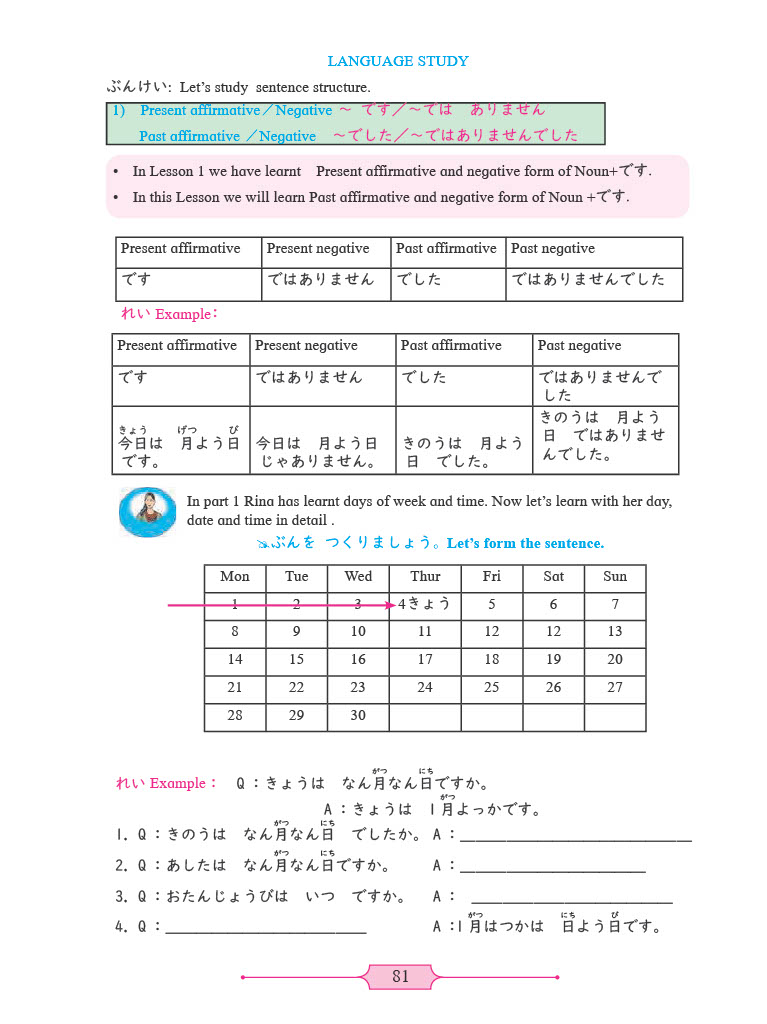 LANGUAGE STUDY
ぶんけい: Let's study sentence structure.
1) Present affirmative／Negative ～ です／～では ありません
Past affirmative ／Negative ～でした／～ではありませんでした
• In Lesson 1 we have learnt Present affirmative and negative form of Noun+です.
• In this Lesson we will learn Past affirmative and negative form of Noun +です.
Present affirmative Present negative Past affirmative Past negative
です ではありません でした ではありませんでした
れい Example:
Present affirmative Present negative Past affirmative Past negative
です ではありません でした ではありませんで
した
きょう げつ び
今日は 月よう日
です。
今日は 月よう日
じゃありません。
きのうは 月よう
日 でした。
きのうは 月よう
日 ではありませ
んでした。
In part 1 Rina has learnt days of week and time. Now let's learn with her day,
date and time in detail .
ぶんを つくりましょう。Let's form the sentence.
Mon Tue Wed Thur Fri Sat Sun
1 2 3 4きょう 5 6 7
8 9 10 11 12 12 13
14 15 16 17 18 19 20
21 22 23 24 25 26 27
28 29 30
がつ にち
れい Example： Q：きょうは なん月なん日ですか。
がつ
A：きょうは 1月よっかです。
がつ にち
1. Q：きのうは なん月なん日 でしたか。 A：____________
がつ にち
2. Q：あしたは なん月なん日ですか。 A：____________
3. Q：おたんじょうびは いつ ですか。 A： ____________
がつ にち び
4. Q：____________ A：1月はつかは 日よう日です。
81